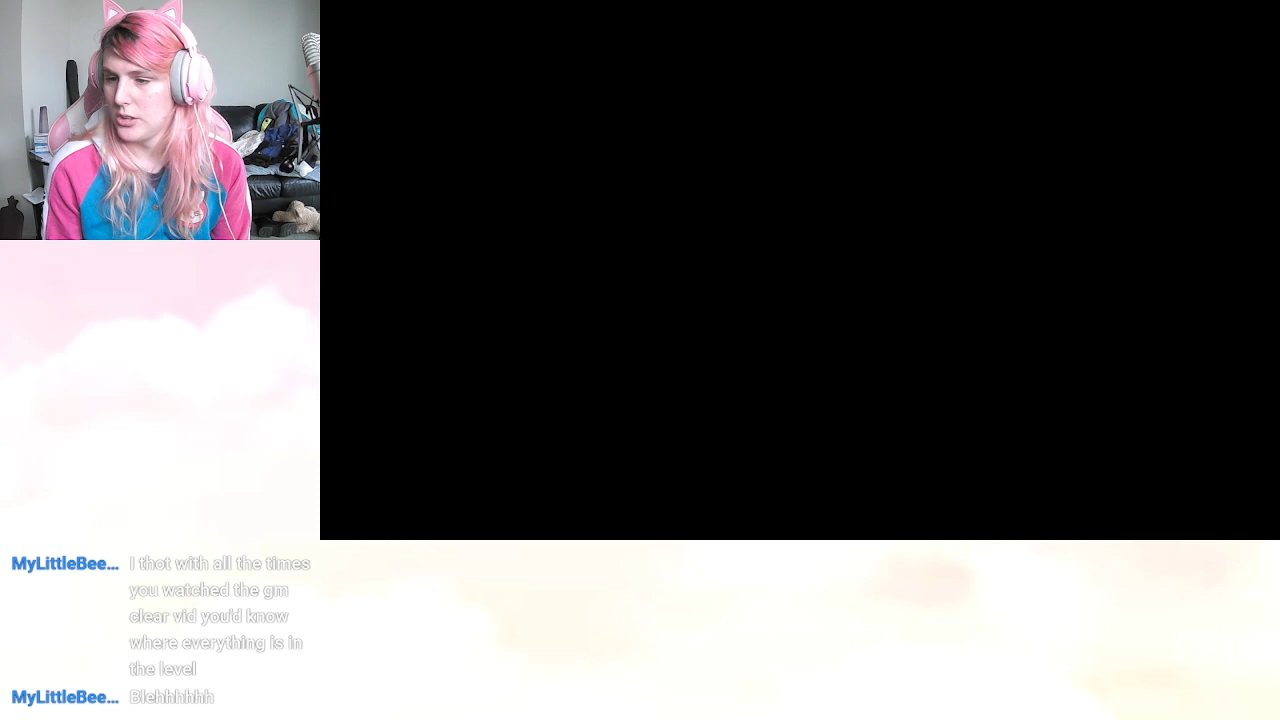 MyLittleBee... I thot with all the times
you watched the gm
clear vid you'd know
where everything is in
the level
MyLittleBee... Blehhhhhh